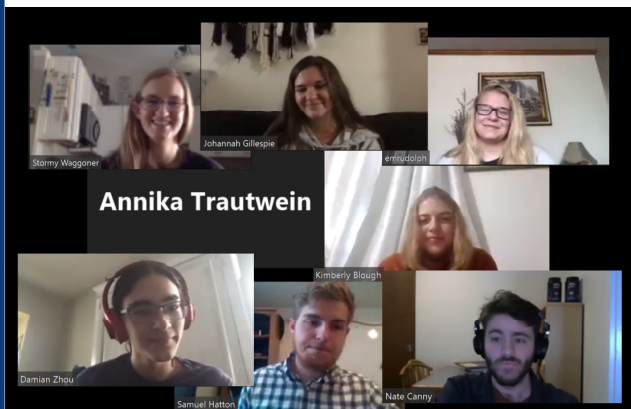 Stormy Waggoner
Johannah Gillespie
emrudolph
Annika Trautwein
Kimberly Blough
Damian Zhou
Samuel Hatton
Nate Canny